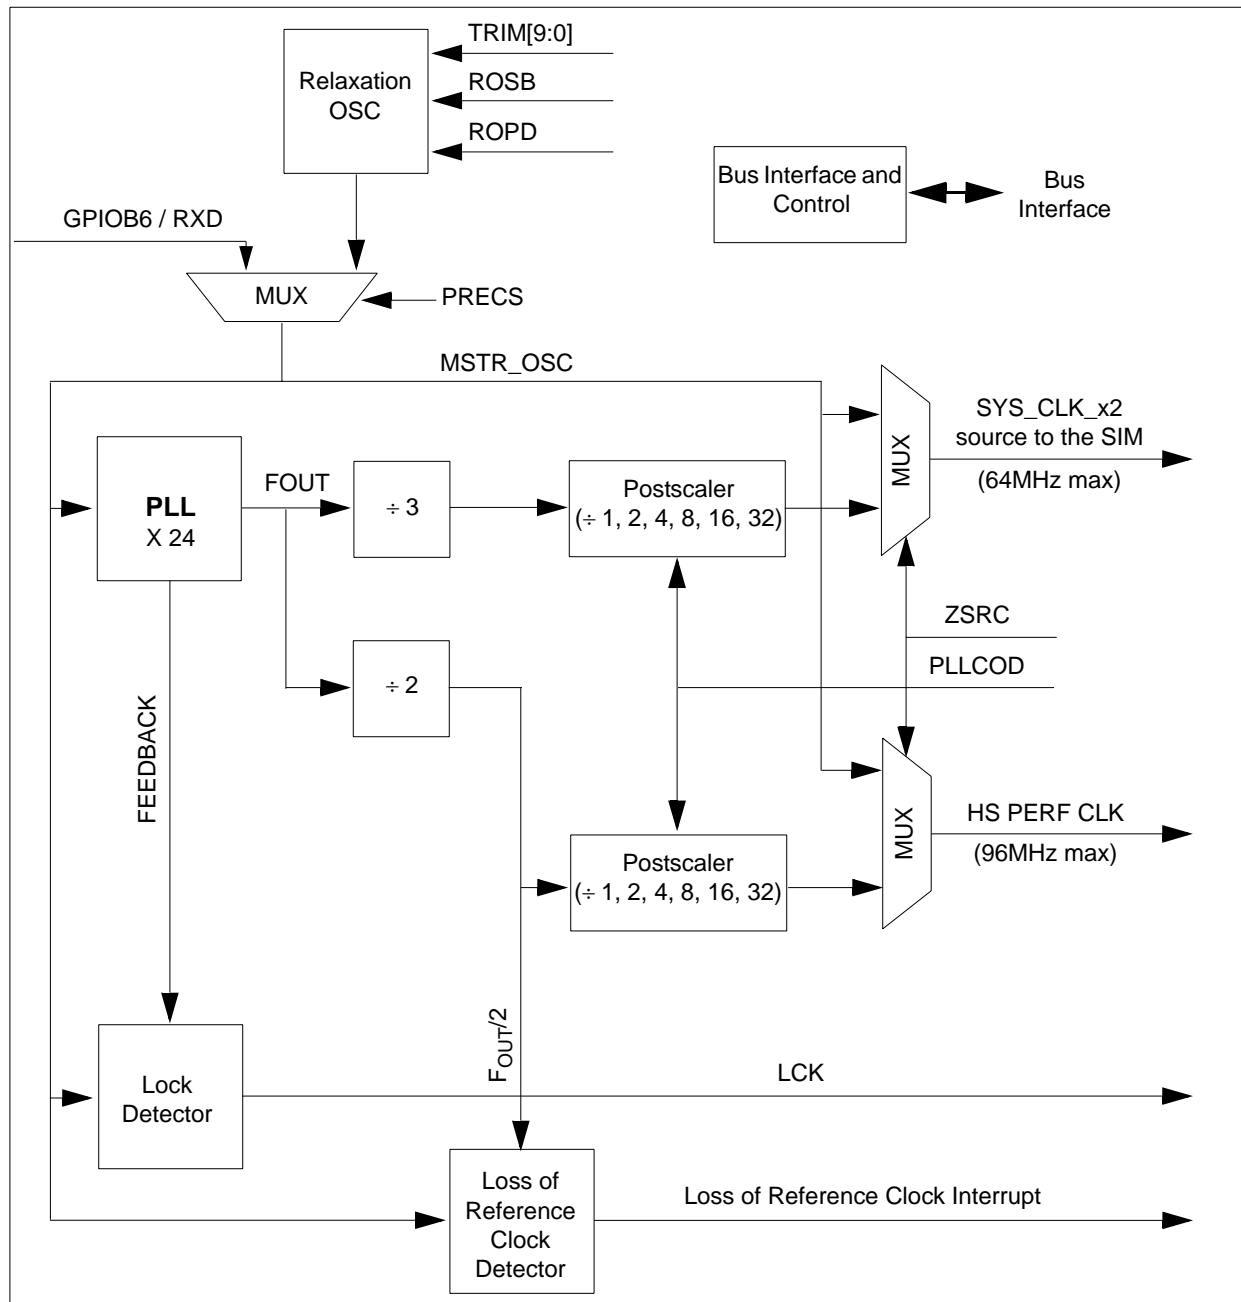 TRIM[9:0]
Relaxation
OSC
ROSB
ROPD
Bus Interface and
Control
Bus
Interface
GPIOB6 / RXD
MUX
PRECS
MSTR_OSC
SYS_CLK_x2
source to the SIM
(64MHz max)
MUX
PLL
X 24
FOUT
÷ 3
Postscaler
(÷ 1, 2, 4, 8, 16, 32)
ZSRC
PLLCOD
÷ 2
FEEDBACK
HS PERF CLK
(96MHz max)
MUX
Postscaler
(÷ 1, 2, 4, 8, 16, 32)
FOUT/2
Lock
Detector
LCK
Loss of
Reference
Clock
Detector
Loss of Reference Clock Interrupt